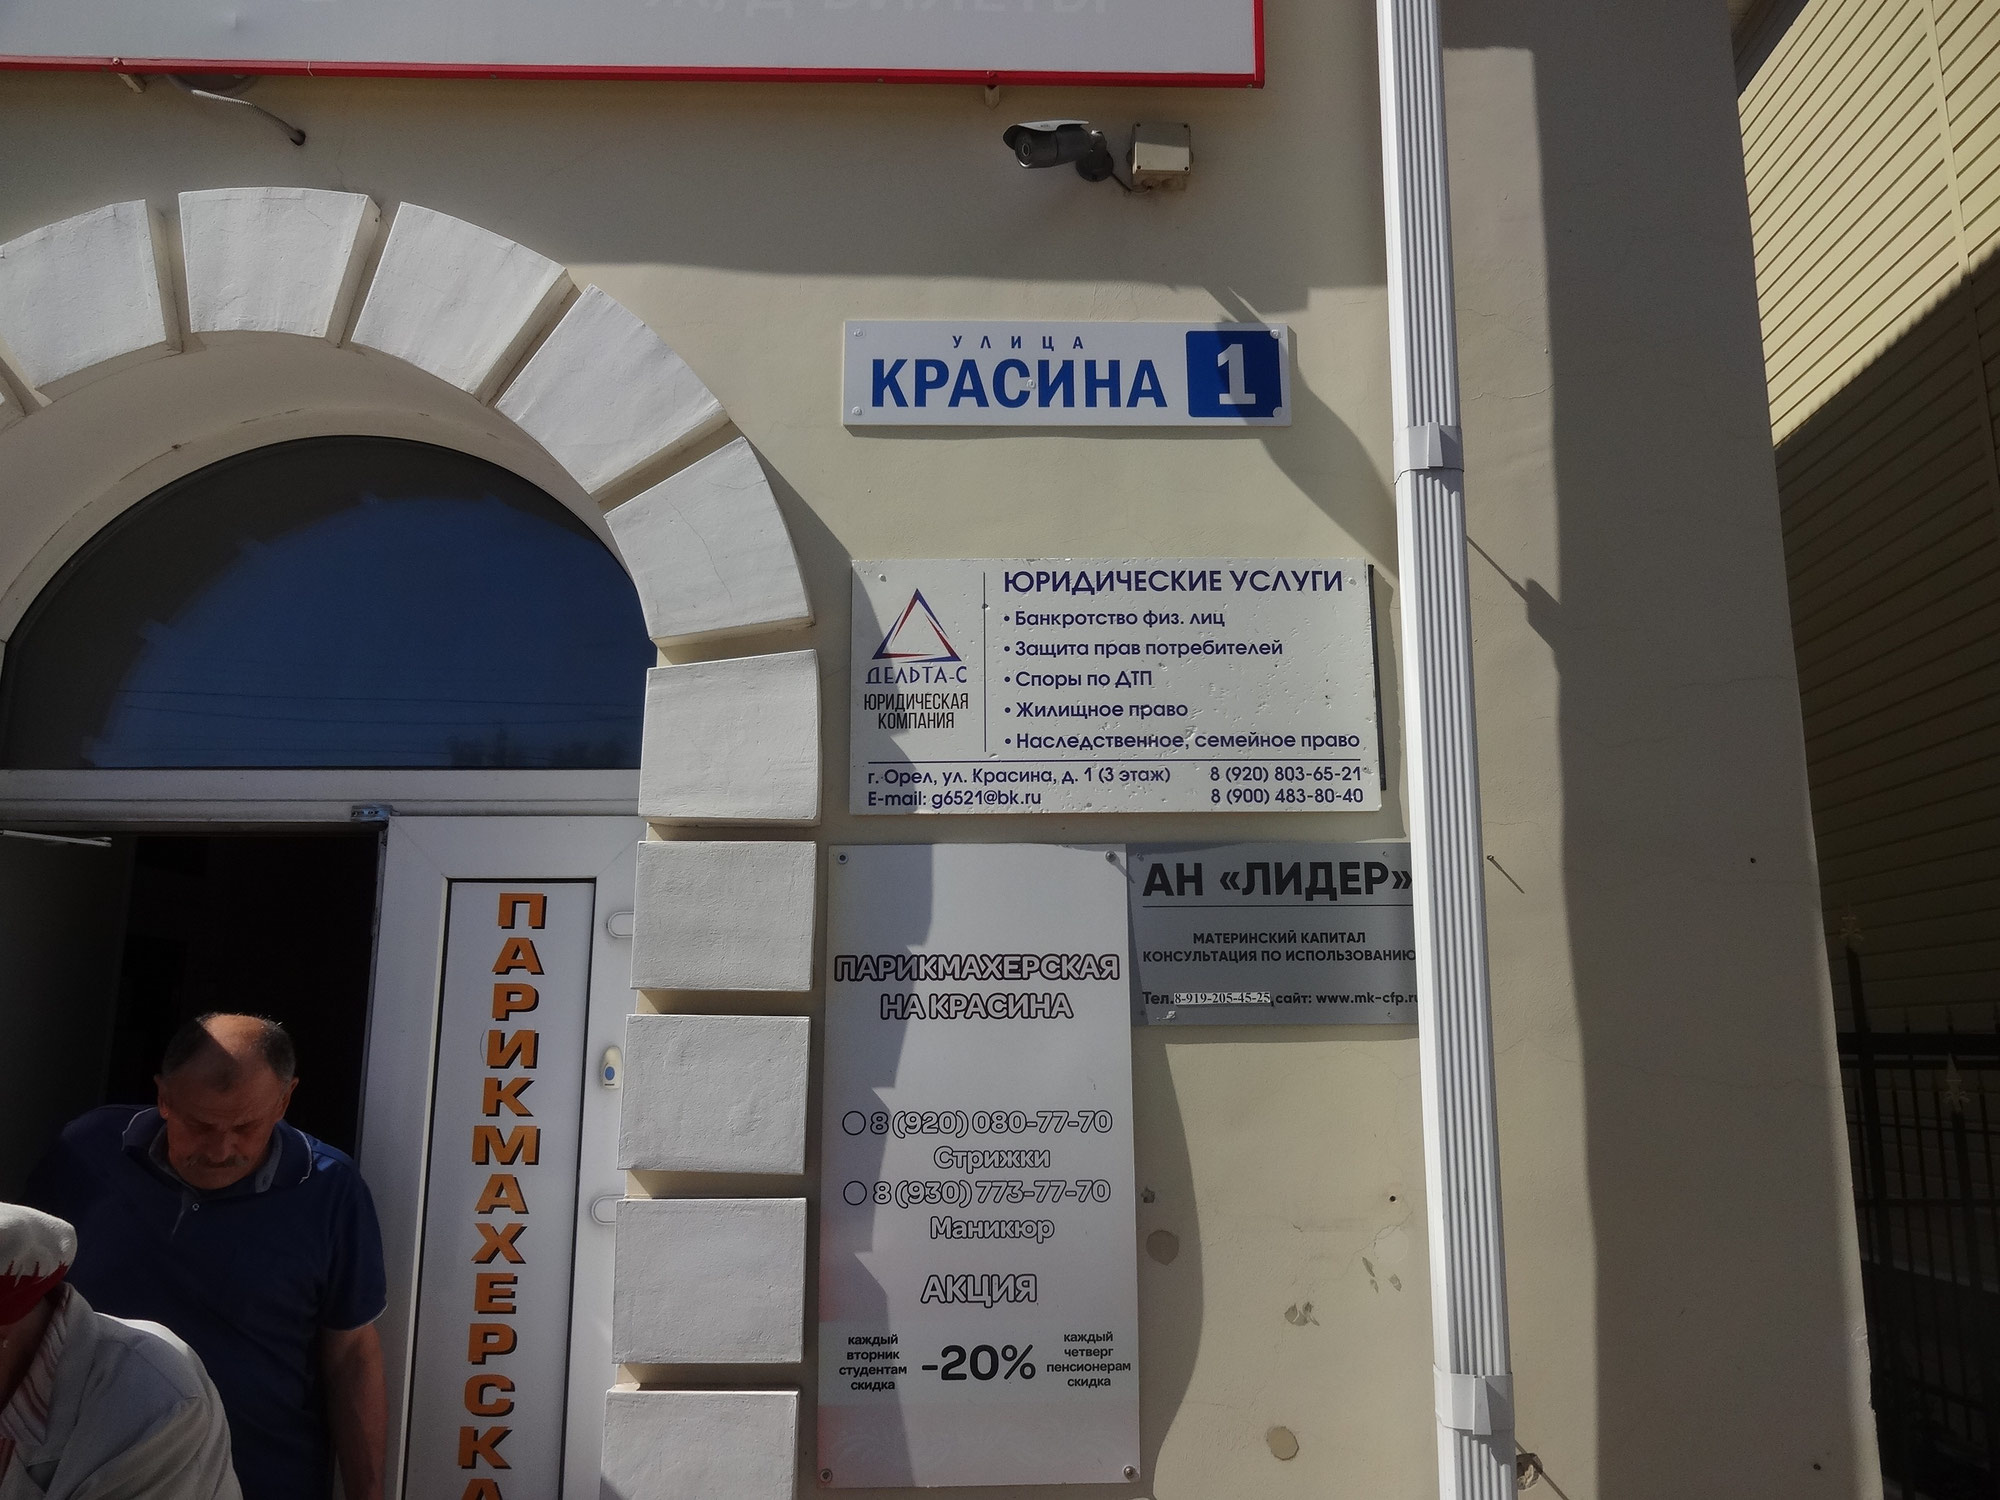 Ж/Д БИЛЕТЫ
УЛИЦА
КРАСИНА 1
ДЕЛЬТА-С
ЮРИДИЧЕСКАЯ
КОМПАНИЯ
ЮРИДИЧЕСКИЕ УСЛУГИ
• Банкротство физ. лиц
• Защита прав потребителей
• Споры по ДТП
• Жилищное право
• Наследственное, семейное право
г. Орел, ул. Красина, д. 1 (3 этаж) 8 (920) 803-65-21
E-mail: g6521@bk.ru 8 (900) 483-80-40
АН «ЛИДЕР»
МАТЕРИНСКИЙ КАПИТАЛ
КОНСУЛЬТАЦИЯ ПО ИСПОЛЬЗОВАНИЮ
Тел. 8-919-205-45-25, сайт: www.mk-cfp.ru
ПАРИКМАХЕРСКАЯ
НА КРАСИНА
8 (920) 080-77-70
Стрижки
8 (930) 773-77-70
Маникюр
АКЦИЯ
каждый
вторник
студентам
скидка
-20%
каждый
четверг
пенсионерам
скидка
ПАРИКМАХЕРСКА